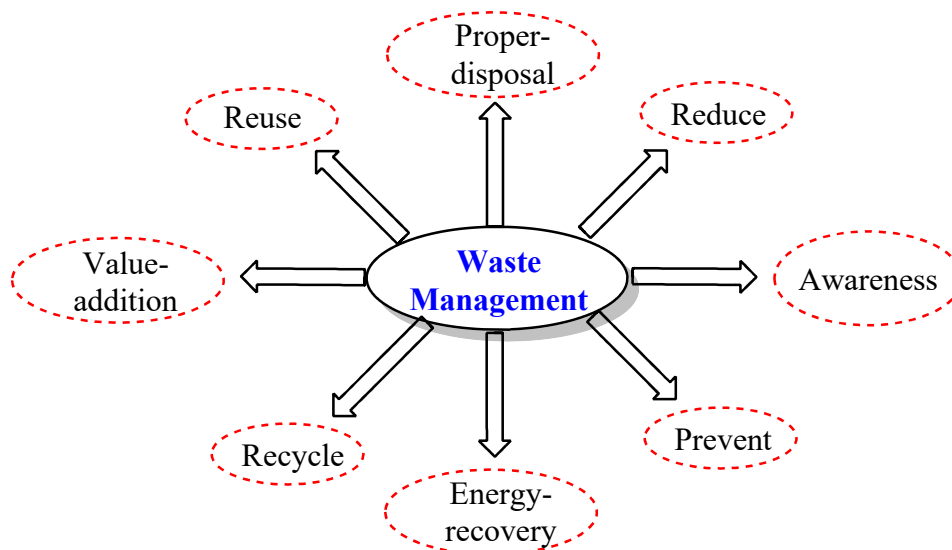 Proper-
disposal
Reuse
Reduce
Value-
addition
Waste
Management
Awareness
Recycle
Prevent
Energy-
recovery